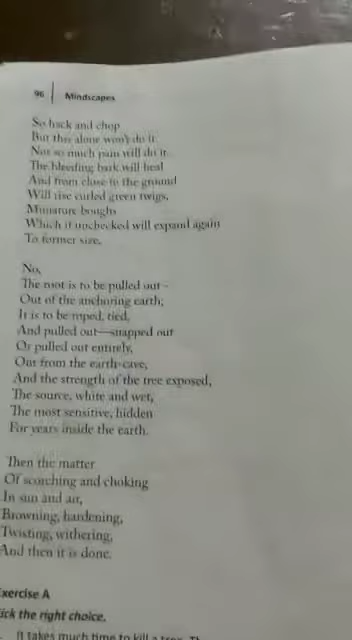 96 | Mindscapes
So hack and chop
But this alone won't do it.
Not so much pain will do it.
The bleeding bark will heal
And from close to the ground
Will rise curled green twigs,
Miniature boughs
Which if unchecked will expand again
To former size.
No,
The root is to be pulled out –
Out of the anchoring earth;
It is to be roped, tied,
And pulled out—snapped out
Or pulled out entirely,
Out from the earth-cave,
And the strength of the tree exposed,
The source, white and wet,
The most sensitive, hidden
For years inside the earth.
Then the matter
Of scorching and choking
In sun and air,
Browning, hardening,
Twisting, withering,
And then it is done.
Exercise A
ick the right choice.
It takes much time to kill a tree.